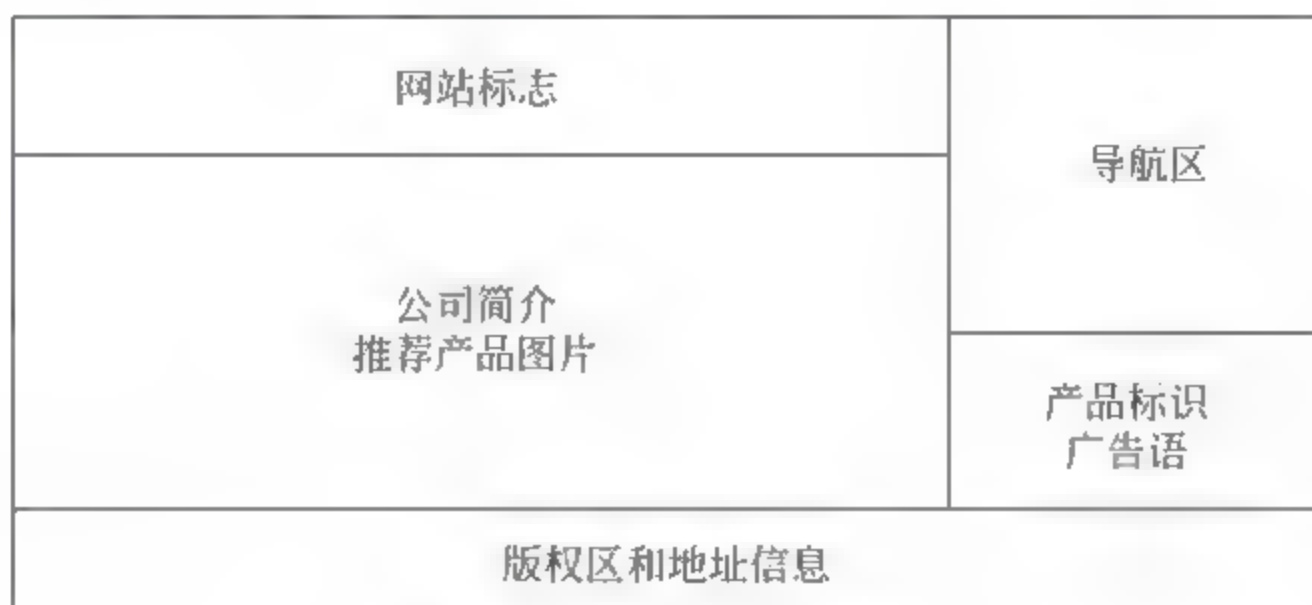 网站标志
导航区
公司简介
推荐产品图片
产品标识
广告语
版权区和地址信息